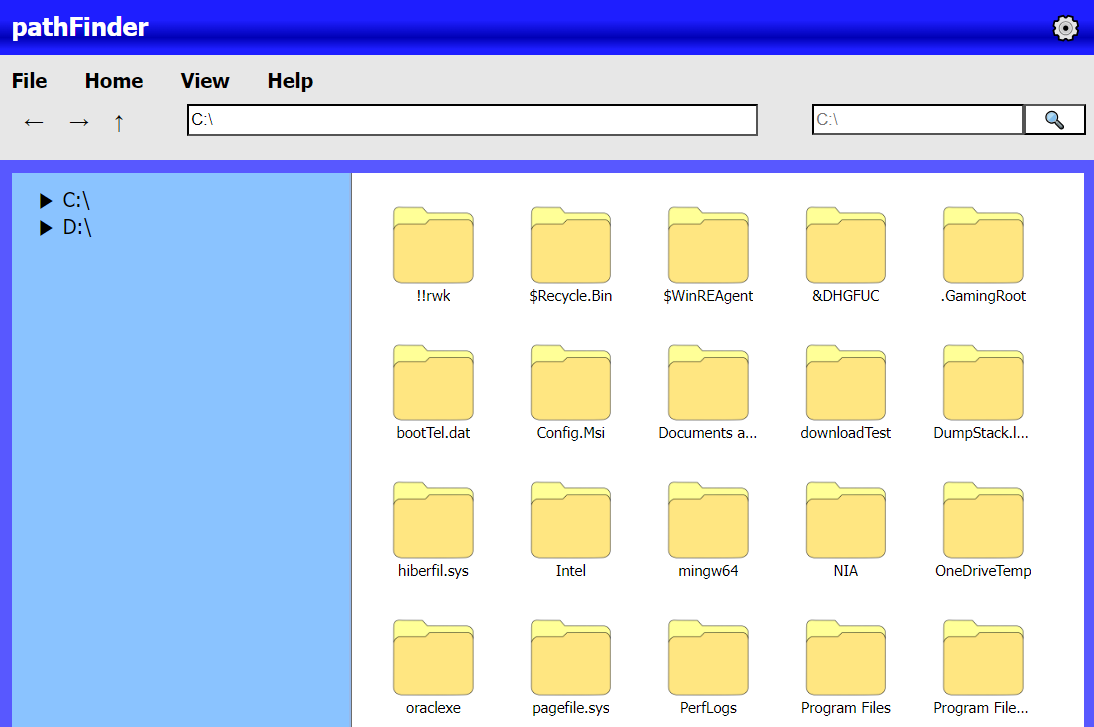 pathFinder
File Home View Help
← → ↑ C:\ C:\
C:\
D:\
!!rwk $Recycle.Bin $WinREAgent &DHGFUC .GamingRoot
bootTel.dat Config.Msi Documents a... downloadTest DumpStack.l...
hiberfil.sys Intel mingw64 NIA OneDriveTemp
oraclexe pagefile.sys PerfLogs Program Files Program File...